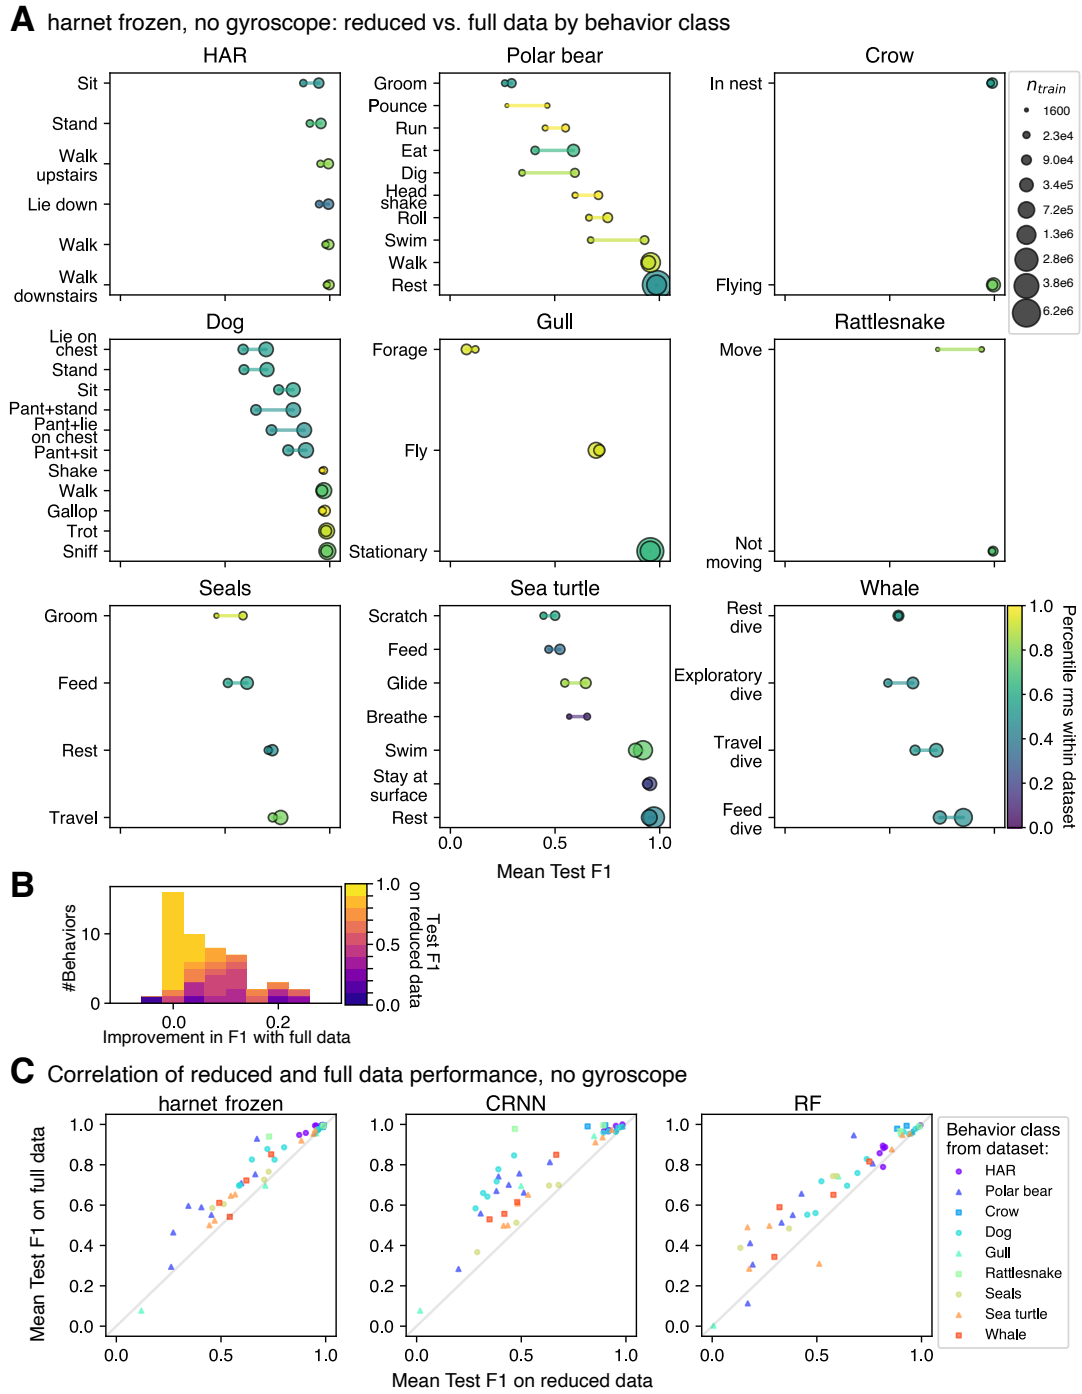 A harnet frozen, no gyroscope: reduced vs. full data by behavior class
HAR
Sit
Stand
Walk
upstairs
Lie down
Walk
Walk
downstairs
Polar bear
Groom
Pounce
Run
Eat
Dig
Head
shake
Roll
Swim
Walk
Rest
Crow
In nest
Flying
n_train
1600
2.3e4
9.0e4
3.4e5
7.2e5
1.3e6
2.8e6
3.8e6
6.2e6
Dog
Lie on
chest
Stand
Sit
Pant+stand
Pant+lie
on chest
Pant+sit
Shake
Walk
Gallop
Trot
Sniff
Gull
Forage
Fly
Stationary
Rattlesnake
Move
Not
moving
Seals
Groom
Feed
Rest
Travel
Sea turtle
Scratch
Feed
Glide
Breathe
Swim
Stay at
surface
Rest
0.0 0.5 1.0
Mean Test F1
Whale
Rest
dive
Exploratory
dive
Travel
dive
Feed
dive
1.0
0.8
0.6
0.4
0.2
0.0
Percentile rms within dataset
B
#Behaviors
10
0
0.0 0.2
Improvement in F1 with full data
1.0
0.5
0.0
Test F1
on reduced data
C Correlation of reduced and full data performance, no gyroscope
harnet frozen
CRNN
RF
Mean Test F1 on full data
1.0
0.8
0.6
0.4
0.2
0.0
0.0 0.5 1.0
1.0
0.8
0.6
0.4
0.2
0.0
0.0 0.5 1.0
1.0
0.8
0.6
0.4
0.2
0.0
0.0 0.5 1.0
Mean Test F1 on reduced data
Behavior class
from dataset:
HAR
Polar bear
Crow
Dog
Gull
Rattlesnake
Seals
Sea turtle
Whale